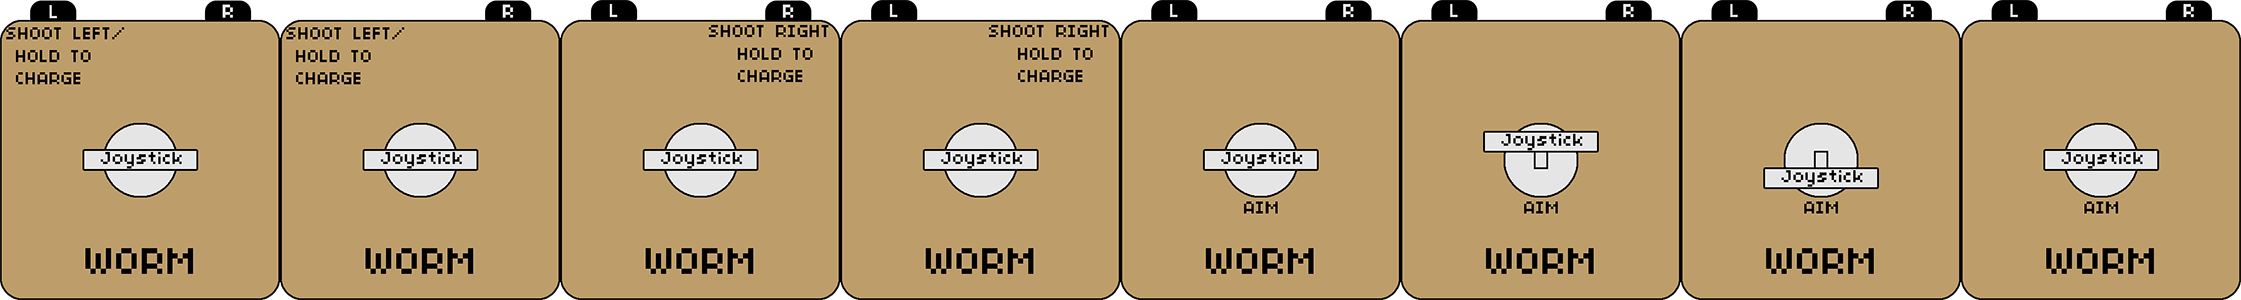 L R
SHOOT LEFT/
HOLD TO
CHARGE
Joystick
WORM
L R
SHOOT LEFT/
HOLD TO
CHARGE
Joystick
WORM
L R
SHOOT RIGHT
HOLD TO
CHARGE
Joystick
WORM
L R
SHOOT RIGHT
HOLD TO
CHARGE
Joystick
WORM
L R
Joystick
AIM
WORM
L R
Joystick
AIM
WORM
L R
Joystick
AIM
WORM
L R
Joystick
AIM
WORM